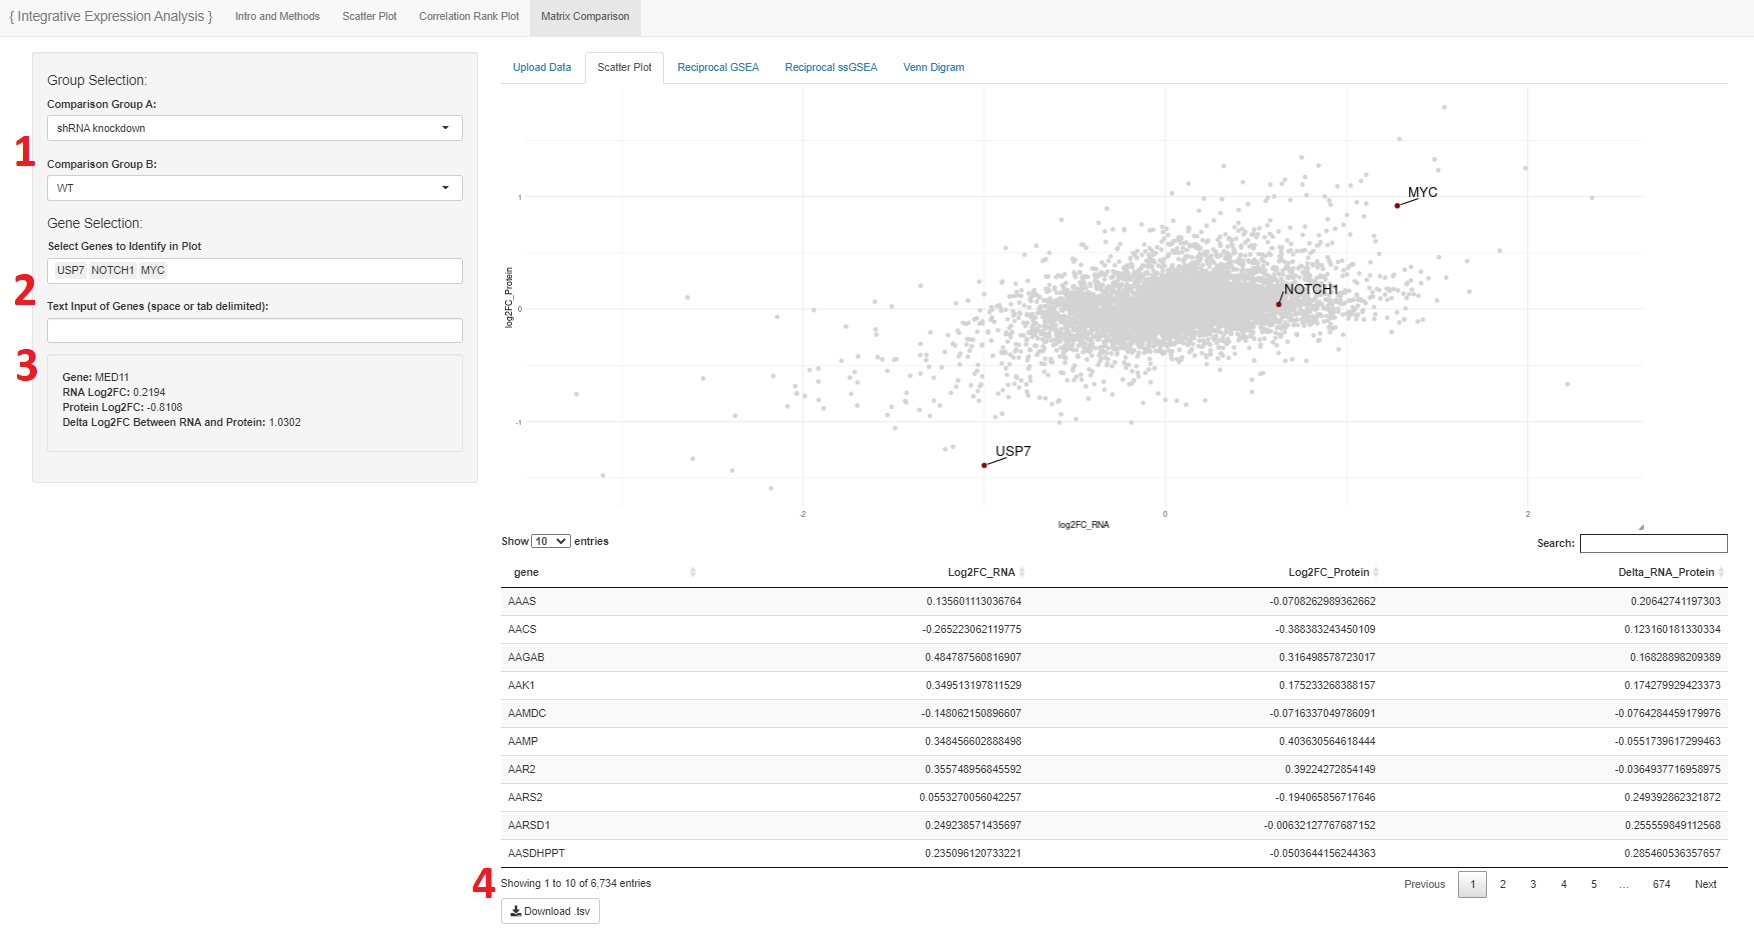 { Integrative Expression Analysis } Intro and Methods Scatter Plot Correlation Rank Plot Matrix Comparison
Group Selection:
Comparison Group A:
shRNA knockdown
1
Comparison Group B:
WT
Gene Selection:
Select Genes to Identify in Plot
USP7 NOTCH1 MYC
2
Text Input of Genes (space or tab delimited):
3
Gene: MED11
RNA Log2FC: 0.2194
Protein Log2FC: -0.8108
Delta Log2FC Between RNA and Protein: 1.0302
Upload Data Scatter Plot Reciprocal GSEA Reciprocal ssGSEA Venn Digram
MYC
1
NOTCH1
log2FC_Protein
0
-1
USP7
-2 0 2
log2FC_RNA
Show 10 entries Search:
gene Log2FC_RNA Log2FC_Protein Delta_RNA_Protein
AAAS 0.135601113036764 -0.0708262989362662 0.20642741197303
AACS -0.265223062119775 -0.388383243450109 0.123160181330334
AAGAB 0.484787560816907 0.316498578723017 0.16828898209389
AAK1 0.349513197811529 0.175233268388157 0.174279929423373
AAMDC -0.148062150896607 -0.0716337049786091 -0.0764284459179976
AAMP 0.348456602888498 0.403630564618444 -0.0551739617299463
AAR2 0.355748956845592 0.39224272854149 -0.0364937716958975
AARS2 0.0553270056042257 -0.194065856717646 0.249392862321872
AARSD1 0.249238571435697 -0.00632127767687152 0.255559849112568
AASDHPPT 0.235096120733221 -0.0503644156244363 0.285460536357657
4
Showing 1 to 10 of 6,734 entries Previous 1 2 3 4 5 … 674 Next
Download .tsv